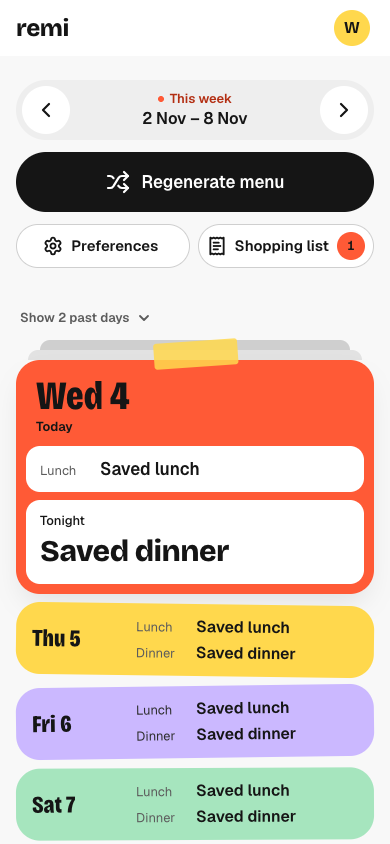 remi
W
This week
2 Nov – 8 Nov
Regenerate menu
Preferences
Shopping list 1
Show 2 past days
Wed 4
Today
Lunch Saved lunch
Tonight
Saved dinner
Thu 5
Lunch Saved lunch
Dinner Saved dinner
Fri 6
Lunch Saved lunch
Dinner Saved dinner
Sat 7
Lunch Saved lunch
Dinner Saved dinner